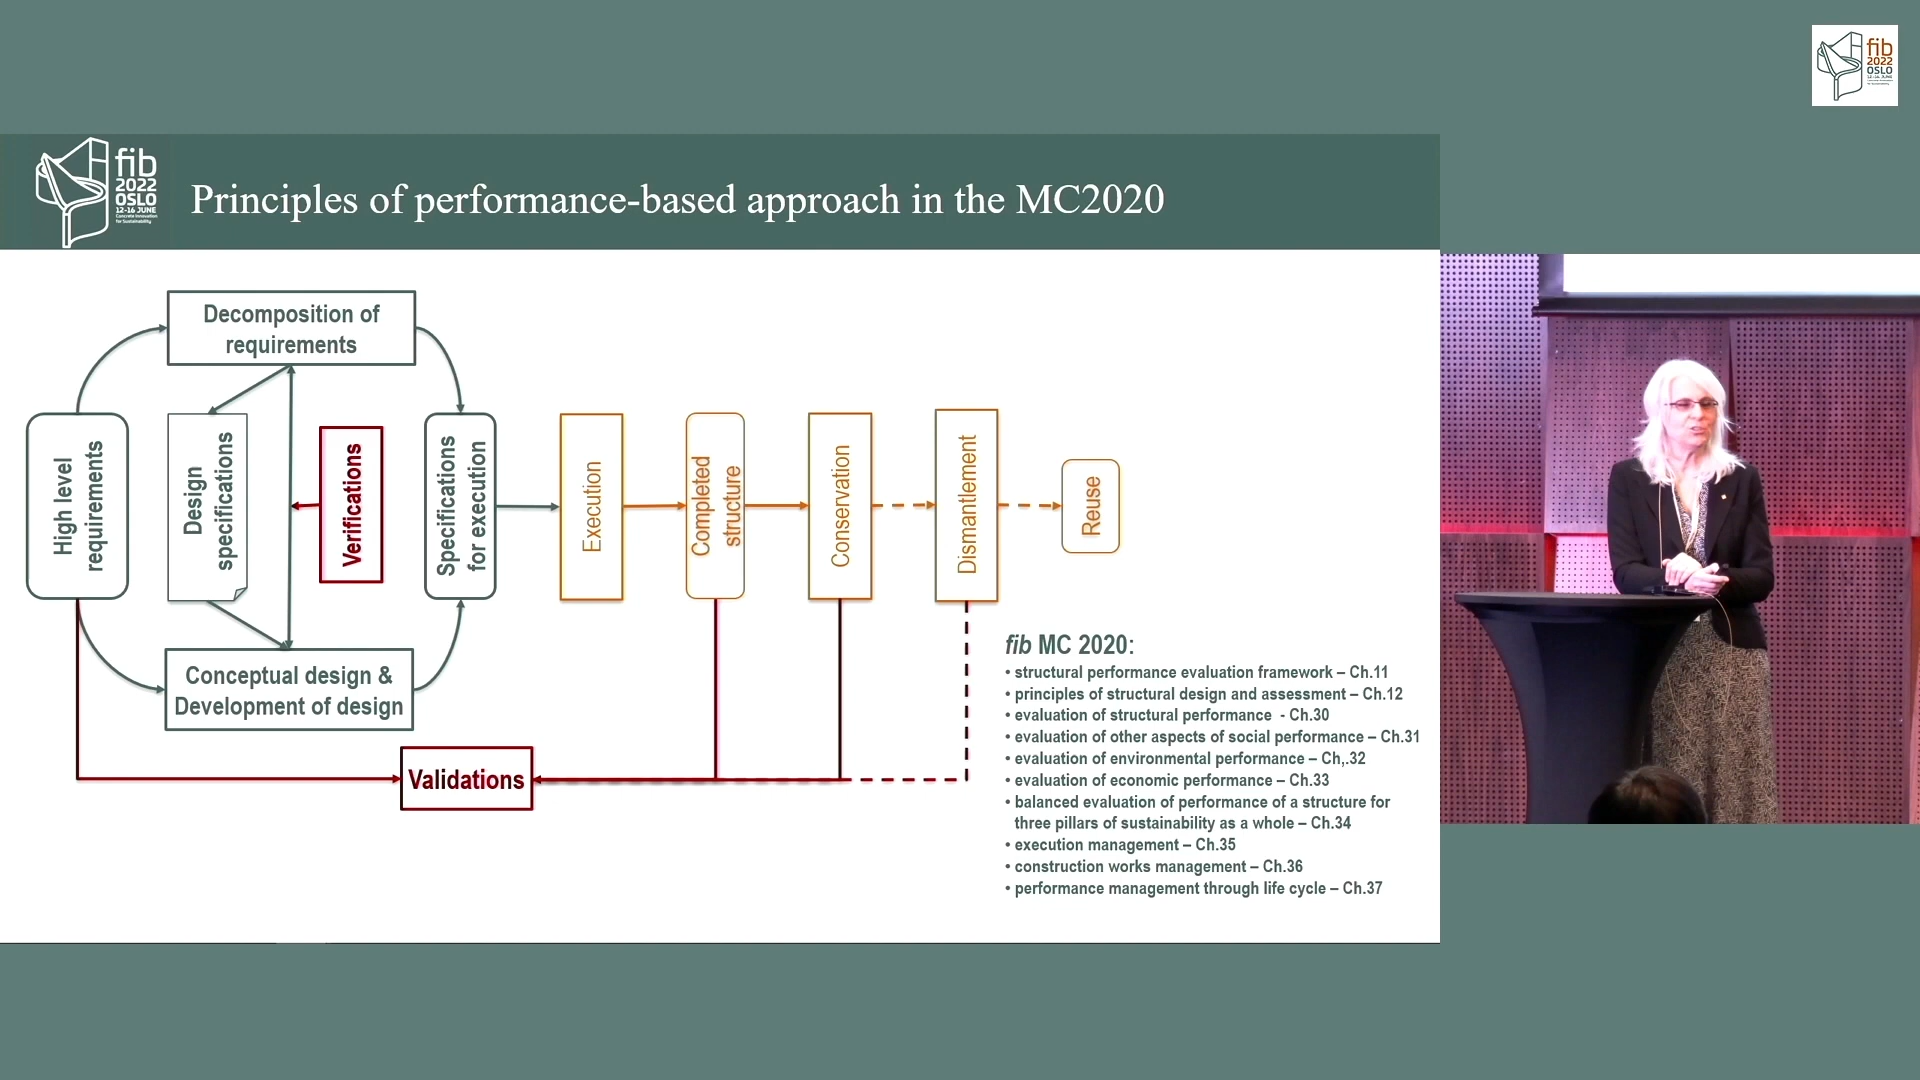 fib
2022
OSLO
12-16 JUNE
fib
2022
OSLO
12-16 JUNE
Concrete Innovation
for Sustainability
Principles of performance-based approach in the MC2020
Decomposition of
requirements
High level
requirements
Design
specifications
Verifications
Specifications
for execution
Execution
Completed
structure
Conservation
Dismantlement
Reuse
Conceptual design &
Development of design
Validations
fib MC 2020:
• structural performance evaluation framework – Ch.11
• principles of structural design and assessment – Ch.12
• evaluation of structural performance - Ch.30
• evaluation of other aspects of social performance – Ch.31
• evaluation of environmental performance – Ch,.32
• evaluation of economic performance – Ch.33
• balanced evaluation of performance of a structure for
three pillars of sustainability as a whole – Ch.34
• execution management – Ch.35
• construction works management – Ch.36
• performance management through life cycle – Ch.37